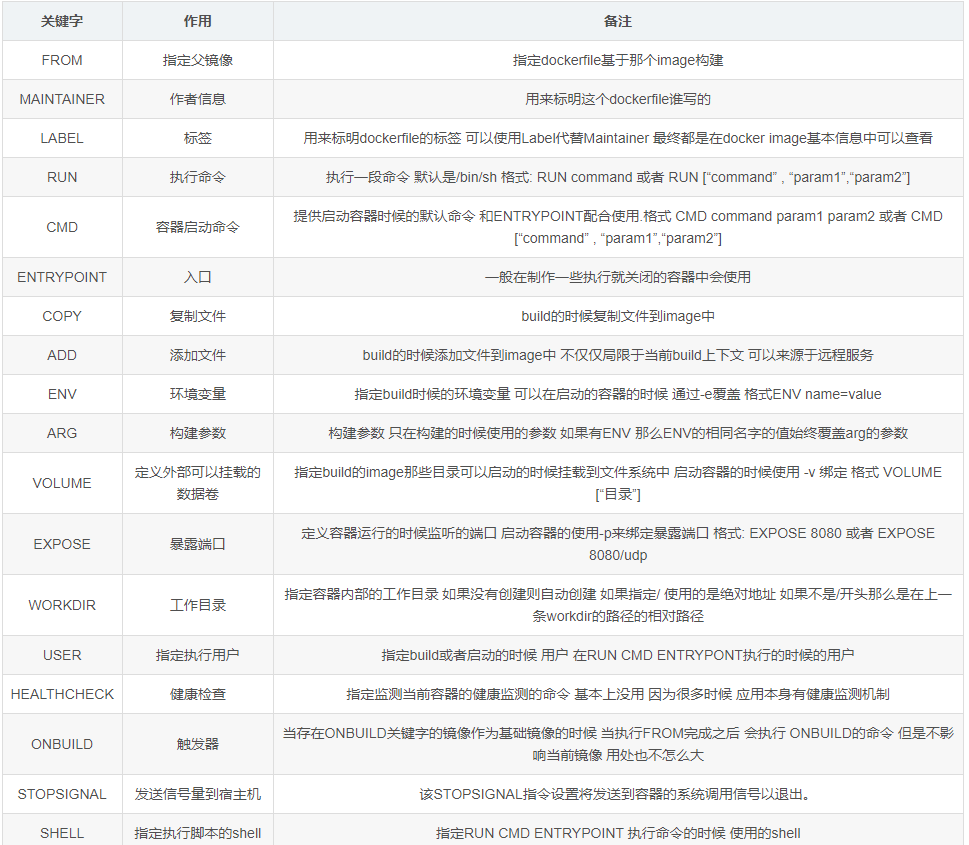 关键字 作用 备注
FROM 指定父镜像 指定dockerfile基于那个image构建
MAINTAINER 作者信息 用来标明这个dockerfile谁写的
LABEL 标签 用来标明dockerfile的标签 可以使用Label代替Maintainer 最终都是在docker image基本信息中可以查看
RUN 执行命令 执行一段命令 默认是/bin/sh 格式: RUN command 或者 RUN [“command” , “param1”,“param2”]
CMD 容器启动命令 提供启动容器时候的默认命令 和ENTRYPOINT配合使用.格式 CMD command param1 param2 或者 CMD
[“command” , “param1”,“param2”]
ENTRYPOINT 入口 一般在制作一些执行就关闭的容器中会使用
COPY 复制文件 build的时候复制文件到image中
ADD 添加文件 build的时候添加文件到image中 不仅仅局限于当前build上下文 可以来源于远程服务
ENV 环境变量 指定build时候的环境变量 可以在启动的容器的时候 通过-e覆盖 格式ENV name=value
ARG 构建参数 构建参数 只在构建的时候使用的参数 如果有ENV 那么ENV的相同名字的值始终覆盖arg的参数
VOLUME 定义外部可以挂载的
数据卷 指定build的image那些目录可以启动的时候挂载到文件系统中 启动容器的时候使用 -v 绑定 格式 VOLUME
[“目录”]
EXPOSE 暴露端口 定义容器运行的时候监听的端口 启动容器的使用-p来绑定暴露端口 格式: EXPOSE 8080 或者 EXPOSE
8080/udp
WORKDIR 工作目录 指定容器内部的工作目录 如果没有创建则自动创建 如果指定/ 使用的是绝对地址 如果不是/开头那么是在上一
条workdir的路径的相对路径
USER 指定执行用户 指定build或者启动的时候 用户 在RUN CMD ENTRYPONT执行的时候的用户
HEALTHCHECK 健康检查 指定监测当前容器的健康监测的命令 基本上没用 因为很多时候 应用本身有健康监测机制
ONBUILD 触发器 当存在ONBUILD关键字的镜像作为基础镜像的时候 当执行FROM完成之后 会执行 ONBUILD的命令 但是不影
响当前镜像 用处也不怎么大
STOPSIGNAL 发送信号量到宿主机 该STOPSIGNAL指令设置将发送到容器的系统调用信号以退出。
SHELL 指定执行脚本的shell 指定RUN CMD ENTRYPOINT 执行命令的时候 使用的shell